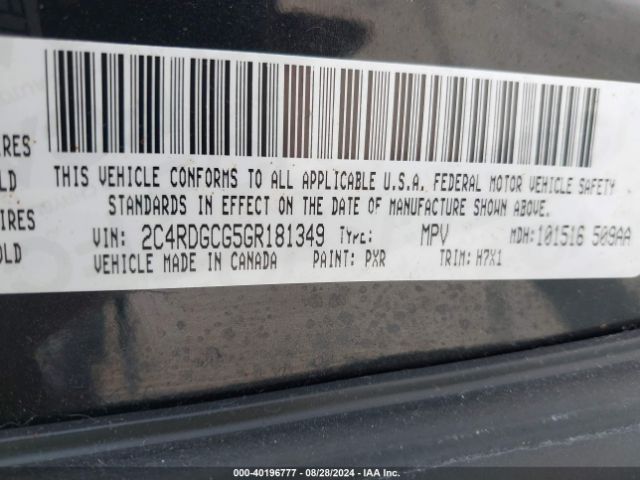 IRES
LD
THIS VEHICLE CONFORMS TO ALL APPLICABLE U.S.A. FEDERAL MOTOR VEHICLE SAFETY
STANDARDS IN EFFECT ON THE DATE OF MANUFACTURE SHOWN ABOVE.
IRES
VIN: 2C4RDGCG5GR181349 TYPE: MPV MDH:101516 509AA
OLD
VEHICLE MADE IN CANADA PAINT: PXR TRIM: H7X1
© - 40196777 - 08/28/2024 - IAA Inc.